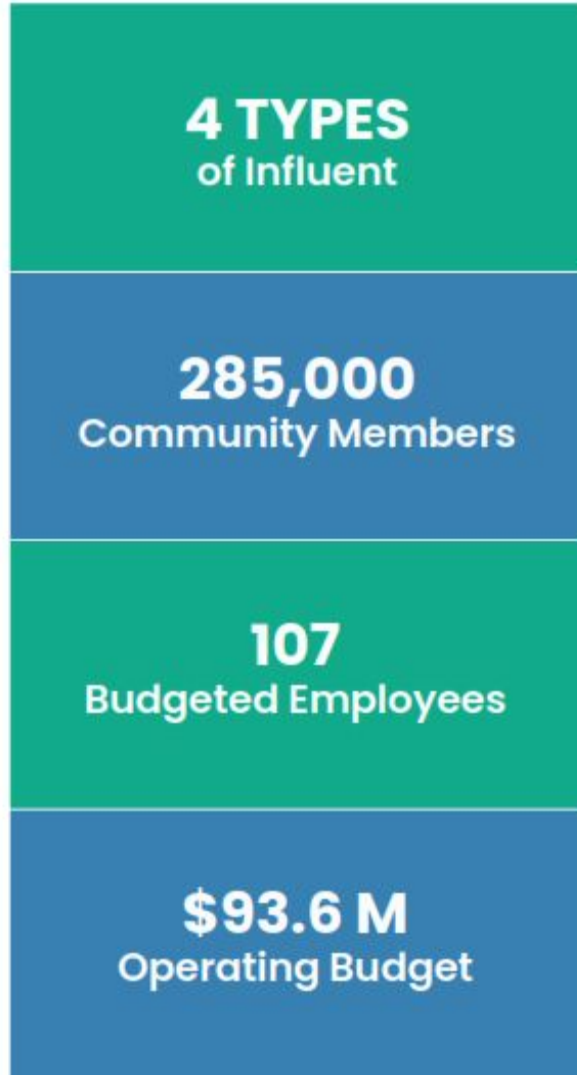 4 TYPES
of Influent
285,000
Community Members
107
Budgeted Employees
$93.6 M
Operating Budget